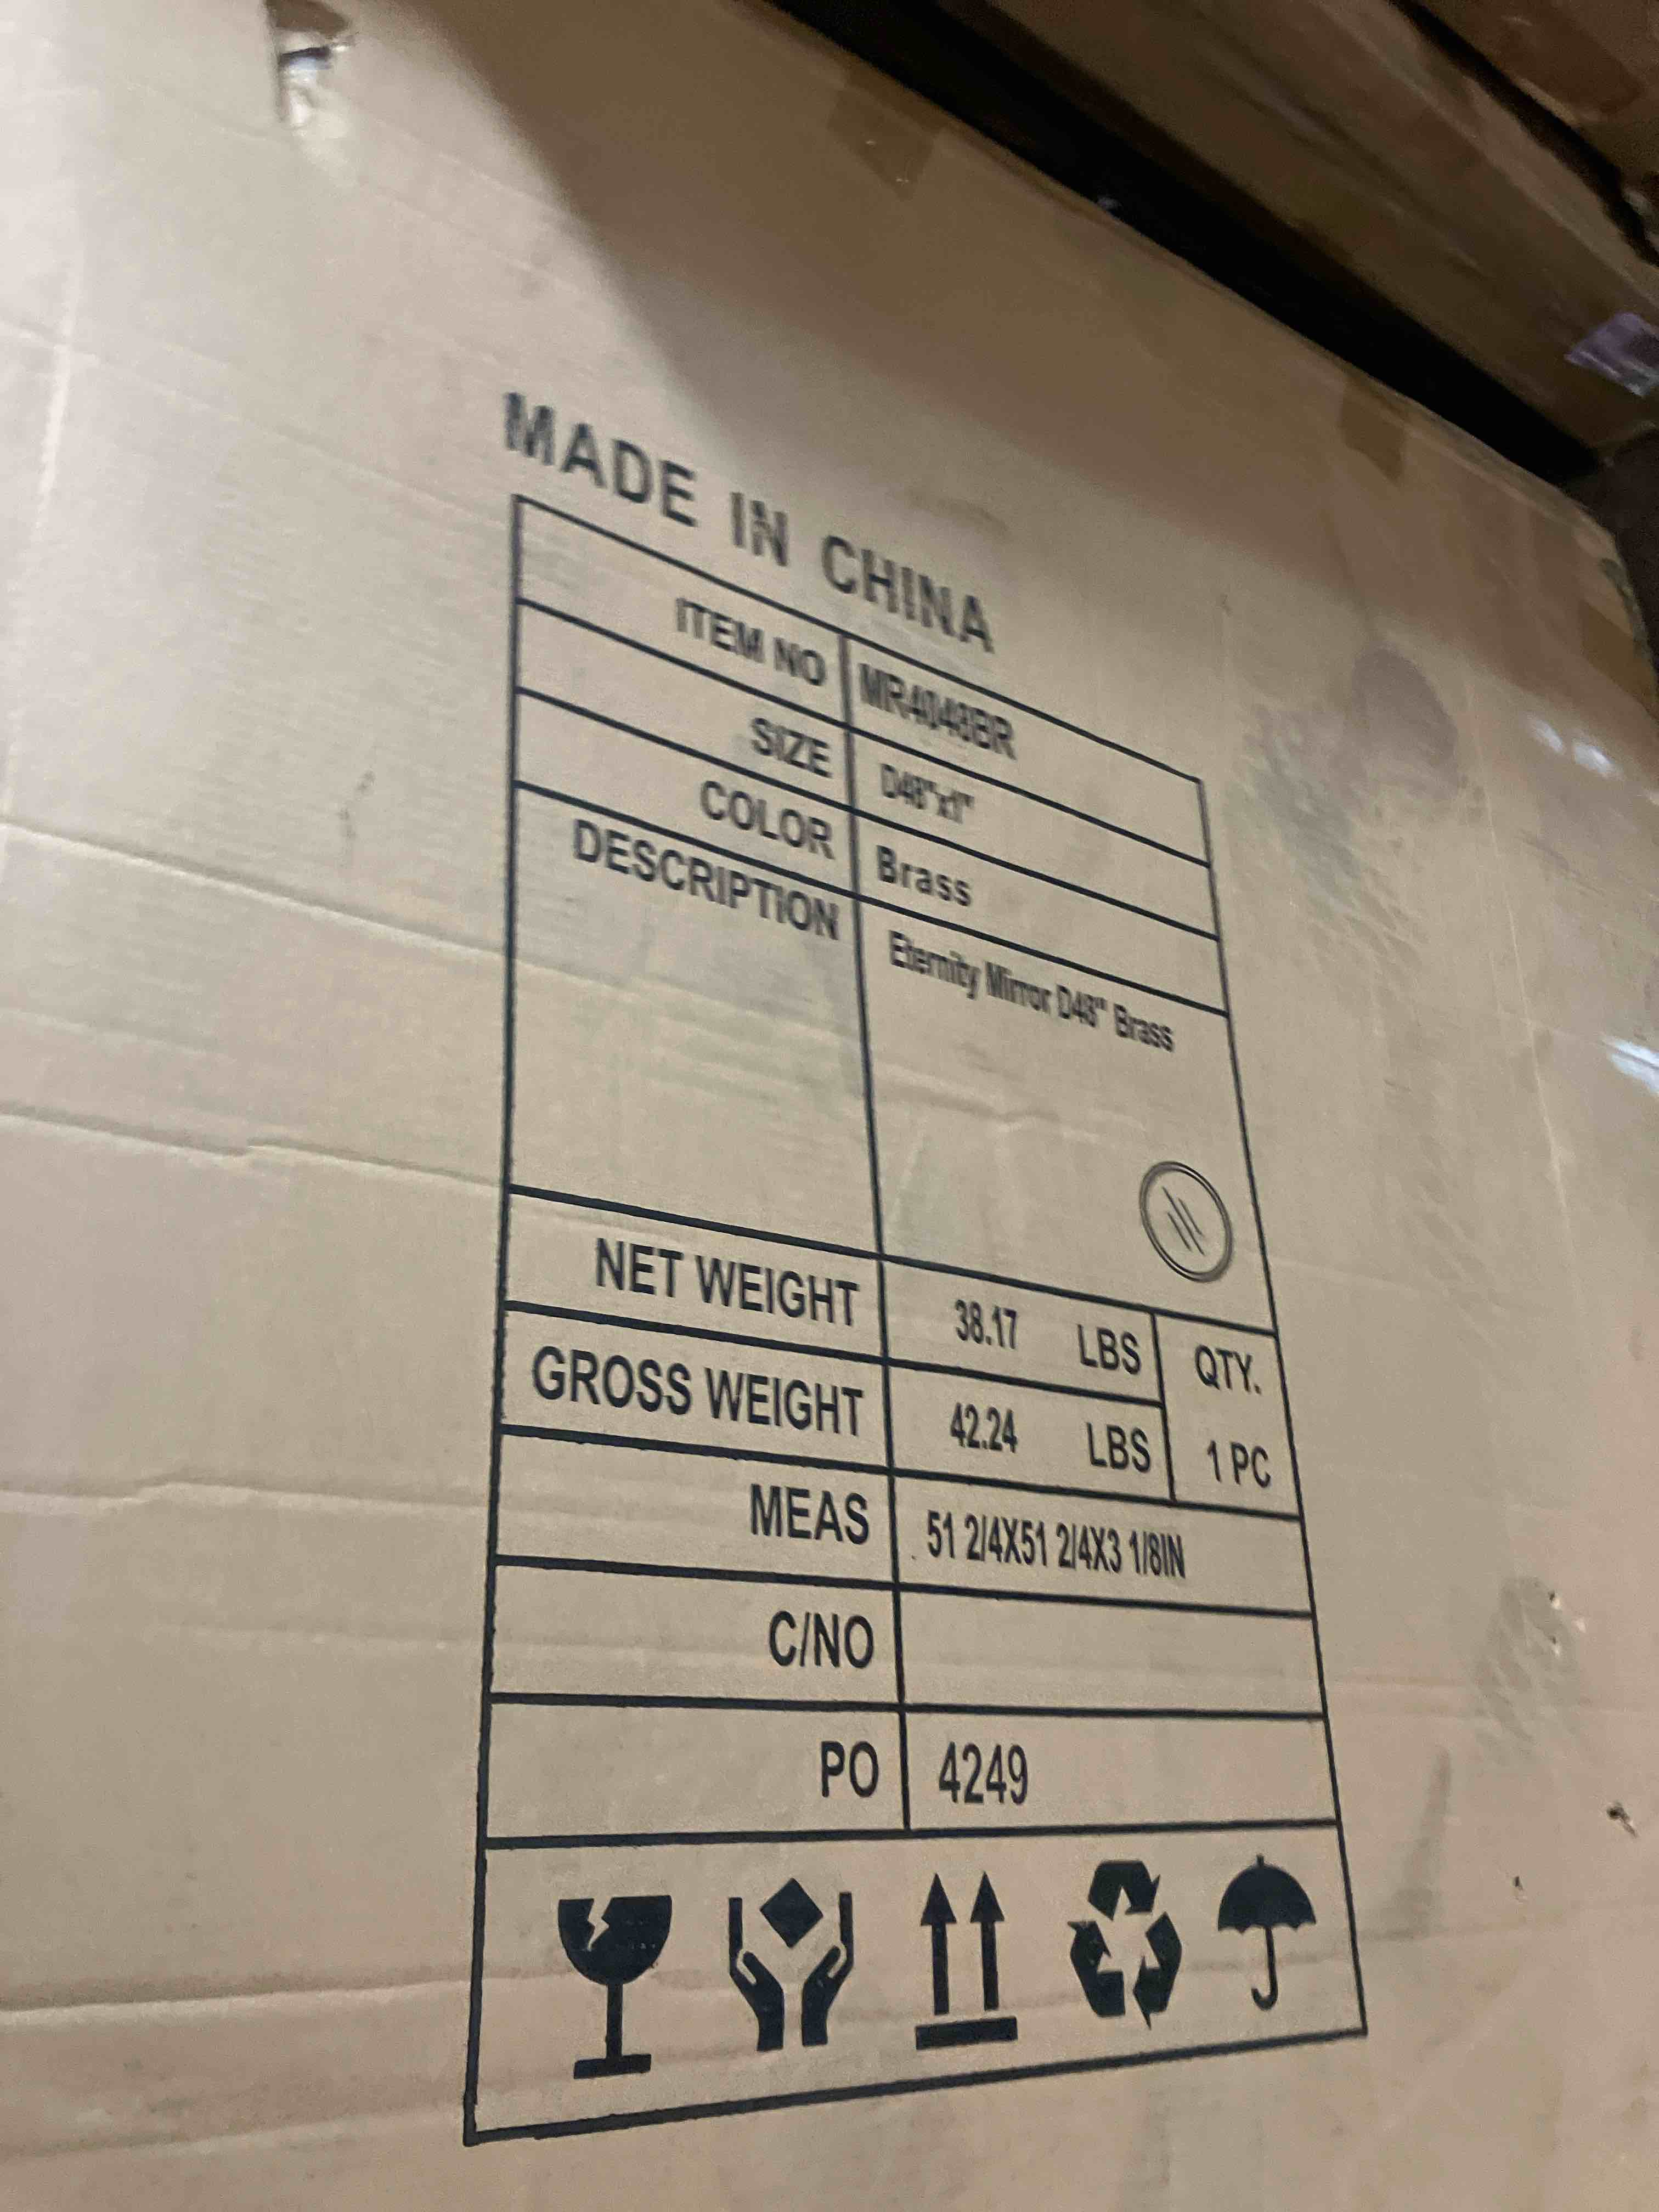 MADE IN CHINA
ITEM NO MR4048BR
SIZE D48"x1"
COLOR Brass
DESCRIPTION Eternity Mirror D48" Brass
NET WEIGHT 38.17 LBS QTY.
GROSS WEIGHT 42.24 LBS 1 PC
MEAS 51 2/4X51 2/4X3 1/8IN
C/NO
PO 4249